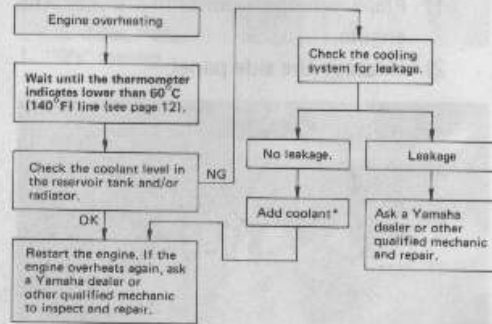 Engine overheating
Wait until the thermometer
indicates lower than 60°C
(140°F) line (see page 12).
Check the coolant level in
the reservoir tank and/or
radiator.
NG
OK
Restart the engine. If the
engine overheats again, ask
a Yamaha dealer or
other qualified mechanic
to inspect and repair.
Check the cooling
system for leakage.
No leakage.
Leakage
Add coolant*
Ask a Yamaha
dealer or other
qualified mechanic
and repair.